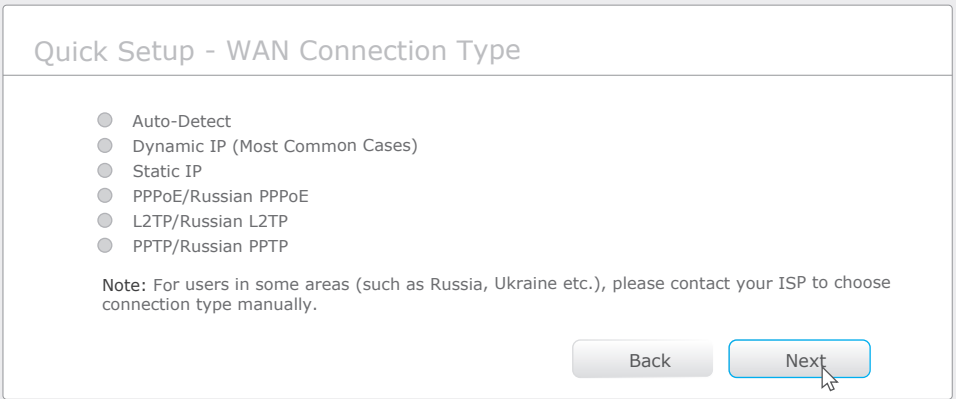 Quick Setup - WAN Connection Type
Auto-Detect
Dynamic IP (Most Common Cases)
Static IP
PPPoE/Russian PPPoE
L2TP/Russian L2TP
PPTP/Russian PPTP
Note: For users in some areas (such as Russia, Ukraine etc.), please contact your ISP to choose
connection type manually.
Back Next